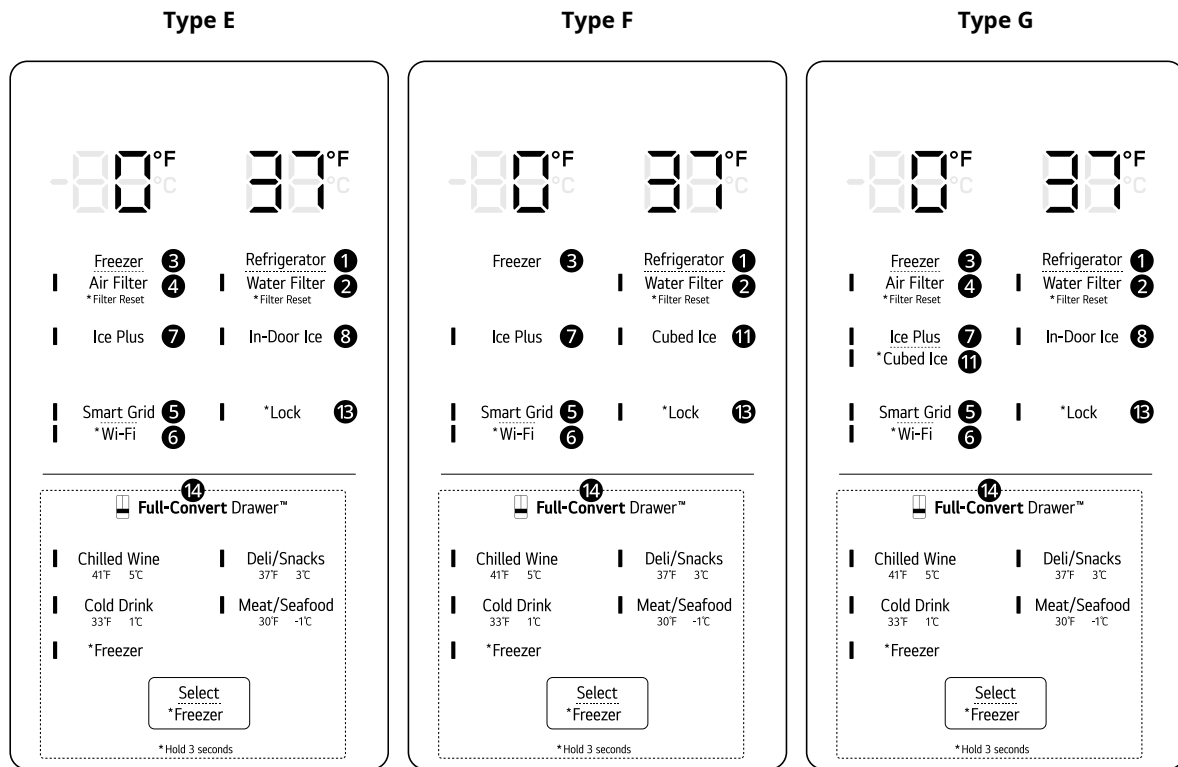 Type E Type F Type G
0 °F 37 °F 0 °F 37 °F 0 °F 37 °F
°C °C °C °C °C °C
Freezer 3 Refrigerator 1 Freezer 3 Refrigerator 1 Freezer 3 Refrigerator 1
Air Filter 4 Water Filter 2 Water Filter 2 Air Filter 4 Water Filter 2
*Filter Reset *Filter Reset *Filter Reset *Filter Reset *Filter Reset
Ice Plus 7 In-Door Ice 8 Ice Plus 7 Cubed Ice 11 Ice Plus 7 In-Door Ice 8
*Cubed Ice 11
Smart Grid 5 *Lock 13 Smart Grid 5 *Lock 13 Smart Grid 5 *Lock 13
*Wi-Fi 6 *Wi-Fi 6 *Wi-Fi 6
14 14 14
Full-Convert Drawer™ Full-Convert Drawer™ Full-Convert Drawer™
Chilled Wine Deli/Snacks Chilled Wine Deli/Snacks Chilled Wine Deli/Snacks
41°F 5°C 37°F 3°C 41°F 5°C 37°F 3°C 41°F 5°C 37°F 3°C
Cold Drink Meat/Seafood Cold Drink Meat/Seafood Cold Drink Meat/Seafood
33°F 1°C 30°F -1°C 33°F 1°C 30°F -1°C 33°F 1°C 30°F -1°C
*Freezer *Freezer *Freezer
Select Select Select
*Freezer *Freezer *Freezer
*Hold 3 seconds *Hold 3 seconds *Hold 3 seconds